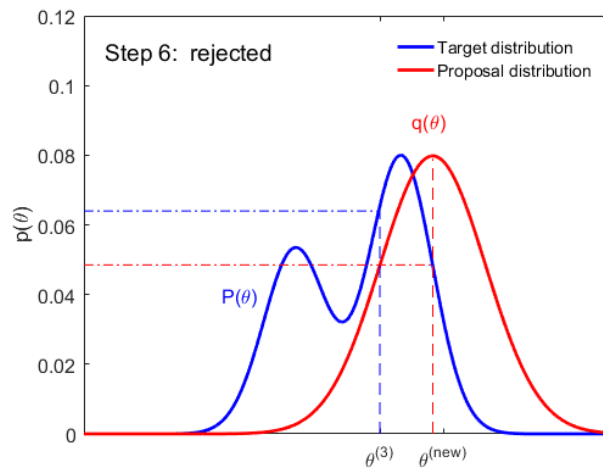 0.12
Step 6: rejected
Target distribution
Proposal distribution
0.1
q(θ)
0.08
p(θ)
0.06
P(θ)
0.04
0.02
0
θ^(3) θ^(new)